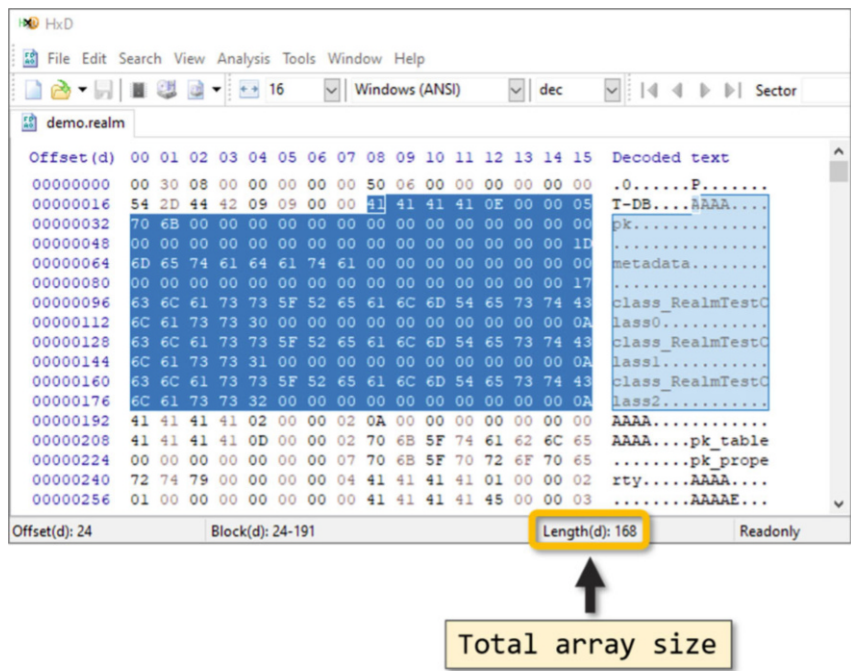 HxD
File Edit Search View Analysis Tools Window Help
16 Windows (ANSI) dec Sector
demo.realm
Offset(d) 00 01 02 03 04 05 06 07 08 09 10 11 12 13 14 15 Decoded text
00000000 00 30 08 00 00 00 00 00 50 06 00 00 00 00 00 00 .0......P.......
00000016 54 2D 44 42 09 09 00 00 41 41 41 41 0E 00 00 05 T-DB....AAAA....
00000032 70 6B 00 00 00 00 00 00 00 00 00 00 00 00 00 00 pk..............
00000048 00 00 00 00 00 00 00 00 00 00 00 00 00 00 00 1D ................
00000064 6D 65 74 61 64 61 74 61 00 00 00 00 00 00 00 00 metadata........
00000080 00 00 00 00 00 00 00 00 00 00 00 00 00 00 00 17 ................
00000096 63 6C 61 73 73 5F 52 65 61 6C 6D 54 65 73 74 43 class_RealmTestC
00000112 6C 61 73 73 30 00 00 00 00 00 00 00 00 00 00 0A lass0...........
00000128 63 6C 61 73 73 5F 52 65 61 6C 6D 54 65 73 74 43 class_RealmTestC
00000144 6C 61 73 73 31 00 00 00 00 00 00 00 00 00 00 0A lass1...........
00000160 63 6C 61 73 73 5F 52 65 61 6C 6D 54 65 73 74 43 class_RealmTestC
00000176 6C 61 73 73 32 00 00 00 00 00 00 00 00 00 00 0A lass2...........
00000192 41 41 41 41 02 00 00 02 0A 00 00 00 00 00 00 00 AAAA............
00000208 41 41 41 41 0D 00 00 02 70 6B 5F 74 61 62 6C 65 AAAA....pk_table
00000224 00 00 00 00 00 00 00 07 70 6B 5F 70 72 6F 70 65 ........pk_prope
00000240 72 74 79 00 00 00 00 04 41 41 41 41 01 00 00 02 rty.....AAAA....
00000256 01 00 00 00 00 00 00 00 41 41 41 41 45 00 00 03 ........AAAAE...
Offset(d): 24 Block(d): 24-191 Length(d): 168 Readonly
Total array size